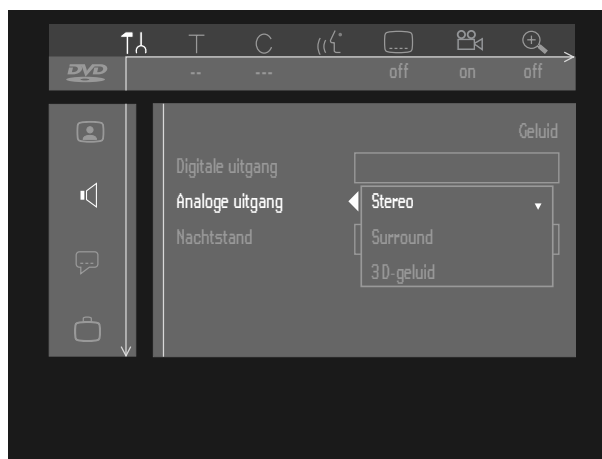 T C
DVD -- --- off on off
Geluid
Digitale uitgang
Analoge uitgang Stereo
Nachtstand Surround
3D-geluid